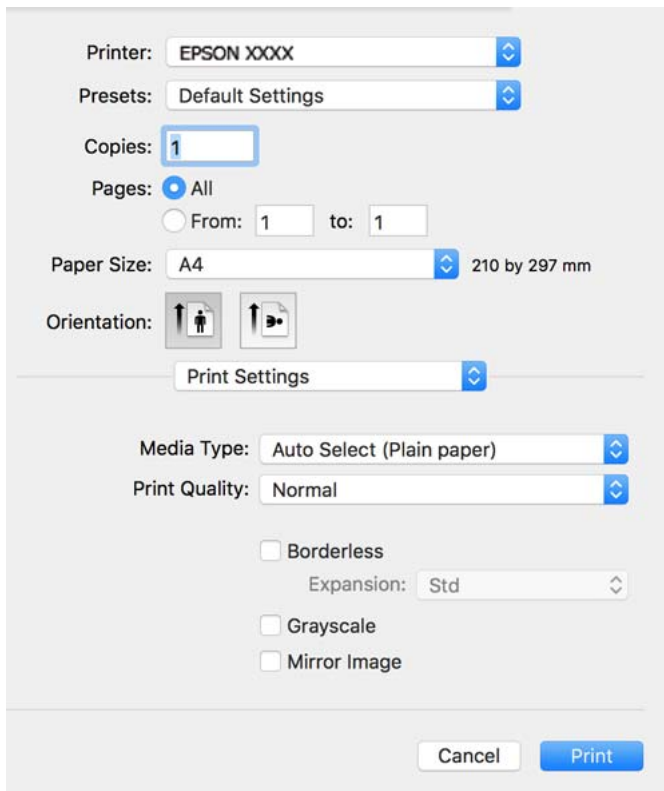 Printer: EPSON XXXX
Presets: Default Settings
Copies: 1
Pages: All
From: 1 to: 1
Paper Size: A4 210 by 297 mm
Orientation:
Print Settings
Media Type: Auto Select (Plain paper)
Print Quality: Normal
Borderless
Expansion: Std
Grayscale
Mirror Image
Cancel Print